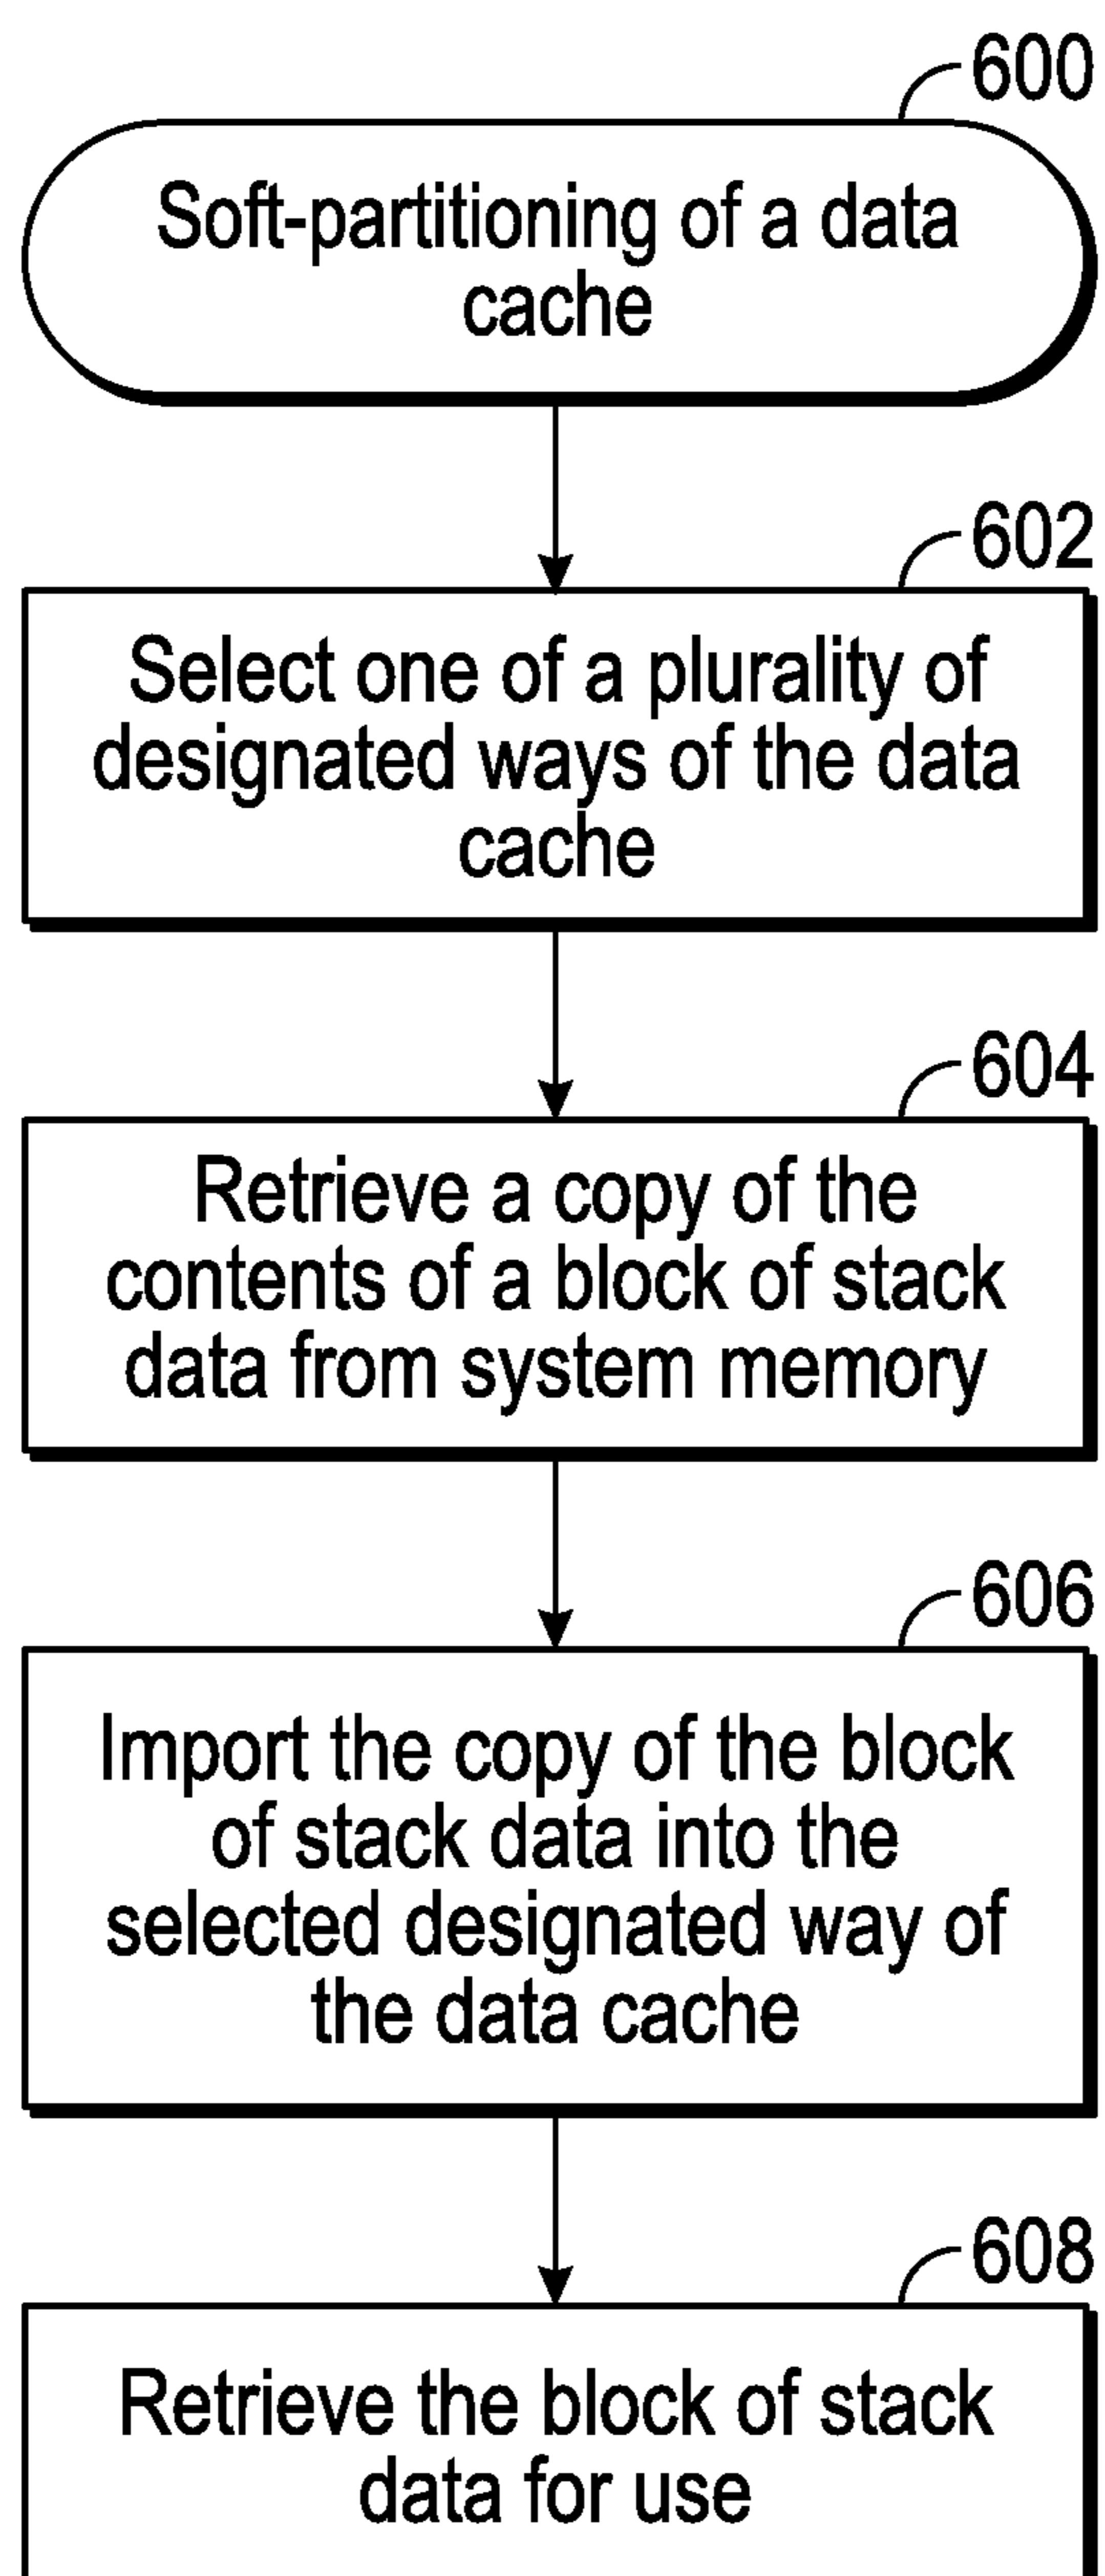 600
Soft-partitioning of a data
cache
602
Select one of a plurality of
designated ways of the data
cache
604
Retrieve a copy of the
contents of a block of stack
data from system memory
606
Import the copy of the block
of stack data into the
selected designated way of
the data cache
608
Retrieve the block of stack
data for use